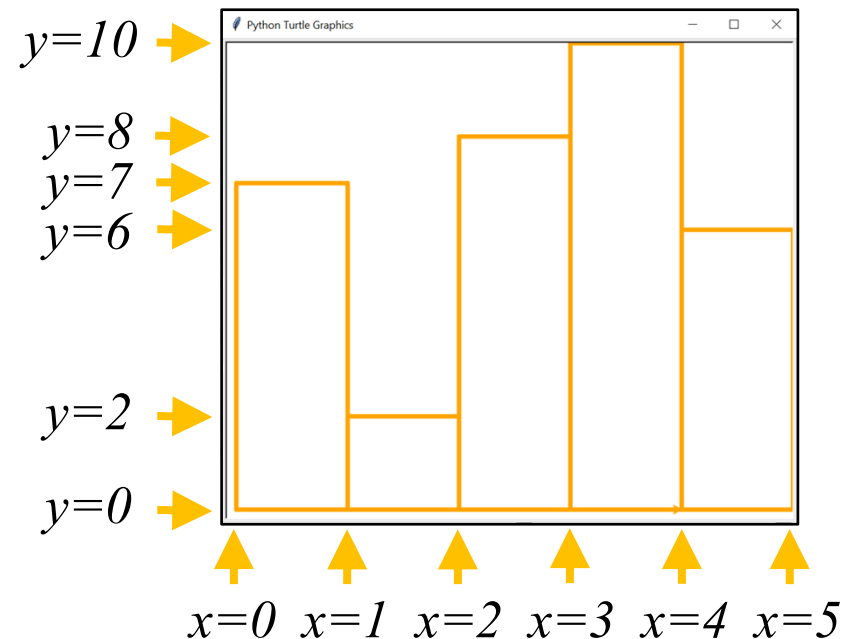 Python Turtle Graphics
y=10
y=8
y=7
y=6
y=2
y=0
x=0 x=1 x=2 x=3 x=4 x=5